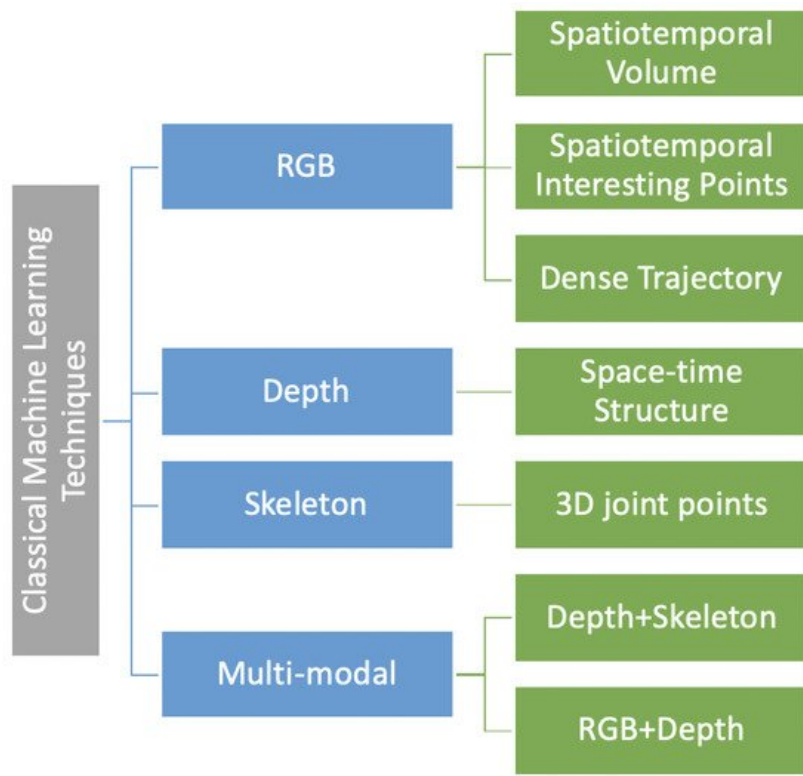 Classical Machine Learning
Techniques
RGB
Spatiotemporal
Volume
Spatiotemporal
Interesting Points
Dense Trajectory
Depth
Space-time
Structure
Skeleton
3D joint points
Multi-modal
Depth+Skeleton
RGB+Depth